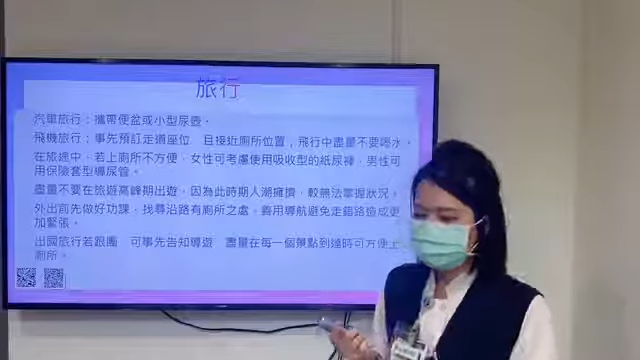 旅行
汽車旅行：攜帶便盆或小型尿壺。
飛機旅行：事先預訂走道座位 且接近廁所位置，飛行中盡量不要喝水。
在旅途中，若上廁所不方便，女性可考慮使用吸收型的紙尿褲，男性可
用保險套型導尿管。
盡量不要在旅遊高峰期出遊，因為此時期人潮擁擠，較無法掌握狀況。
外出前先做好功課，找尋沿路有廁所之處，善用導航避免走錯路造成更
加緊張。
出國旅行若跟團 可事先告知導遊 盡量在每一個景點到達時可方便上
廁所。